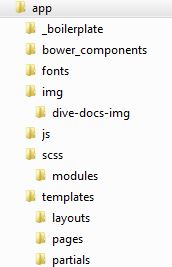 app
_boilerplate
bower_components
fonts
img
dive-docs-img
js
scss
modules
templates
layouts
pages
partials